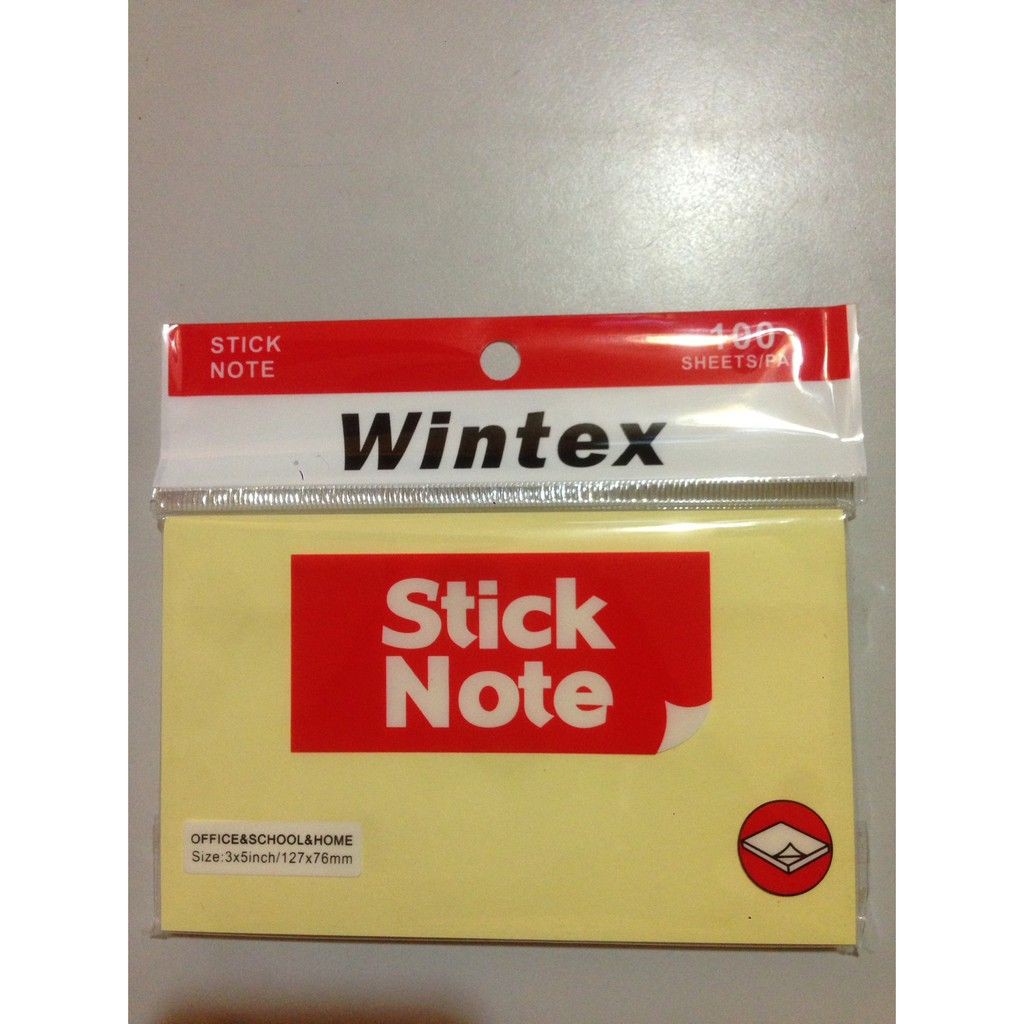 STICK
NOTE
100
SHEETS/PA
Wintex
Stick
Note
OFFICE&SCHOOL&HOME
Size:3x5inch/127x76mm